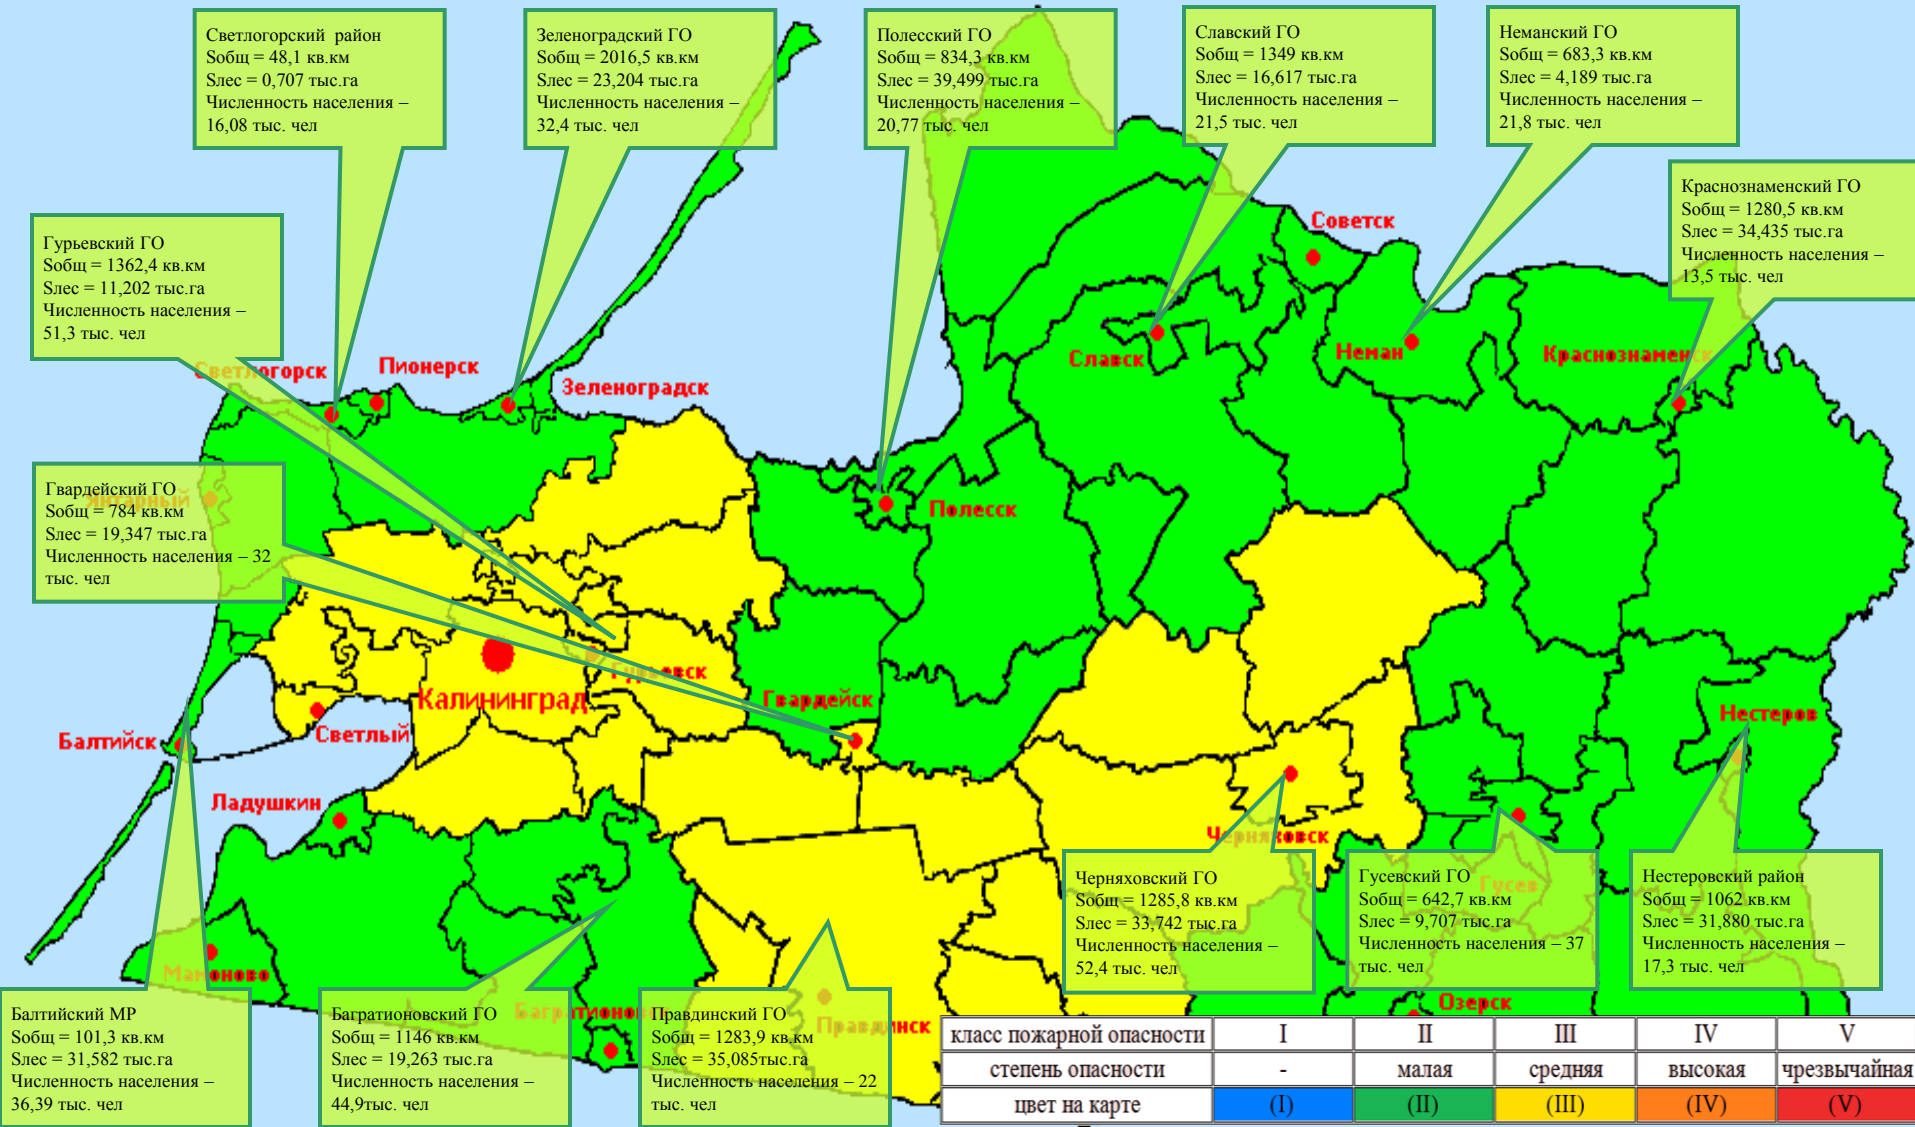 Светлогорский район
Sобщ = 48,1 кв.км
Sлес = 0,707 тыс.га
Численность населения –
16,08 тыс. чел
Зеленоградский ГО
Sобщ = 2016,5 кв.км
Sлес = 23,204 тыс.га
Численность населения –
32,4 тыс. чел
Полесский ГО
Sобщ = 834,3 кв.км
Sлес = 39,499 тыс.га
Численность населения –
20,77 тыс. чел
Славский ГО
Sобщ = 1349 кв.км
Sлес = 16,617 тыс.га
Численность населения –
21,5 тыс. чел
Неманский ГО
Sобщ = 683,3 кв.км
Sлес = 4,189 тыс.га
Численность населения –
21,8 тыс. чел
Краснознаменский ГО
Sобщ = 1280,5 кв.км
Sлес = 34,435 тыс.га
Численность населения –
13,5 тыс. чел
Гурьевский ГО
Sобщ = 1362,4 кв.км
Sлес = 11,202 тыс.га
Численность населения –
51,3 тыс. чел
Советск
Славск
Неман
Краснознаменск
Светлогорск
Пионерск
Зеленоградск
Гвардейский ГО
Sобщ = 784 кв.км
Sлес = 19,347 тыс.га
Численность населения – 32
тыс. чел
Янтарный
Полесск
Гурьевск
Калининград
Гвардейск
Нестеров
Балтийск
Светлый
Ладушкин
Черняховск
Гусев
Мамоново
Озерск
Правдинск
Черняховский ГО
Sобщ = 1285,8 кв.км
Sлес = 33,742 тыс.га
Численность населения –
52,4 тыс. чел
Гусевский ГО
Sобщ = 642,7 кв.км
Sлес = 9,707 тыс.га
Численность населения – 37
тыс. чел
Нестеровский район
Sобщ = 1062 кв.км
Sлес = 31,880 тыс.га
Численность населения –
17,3 тыс. чел
Балтийский МР
Sобщ = 101,3 кв.км
Sлес = 31,582 тыс.га
Численность населения –
36,39 тыс. чел
Багратионовский ГО
Sобщ = 1146 кв.км
Sлес = 19,263 тыс.га
Численность населения –
44,9тыс. чел
Правдинский ГО
Sобщ = 1283,9 кв.км
Sлес = 35,085тыс.га
Численность населения – 22
тыс. чел
класс пожарной опасности I II III IV V
степень опасности - малая средняя высокая чрезвычайная
цвет на карте (I) (II) (III) (IV) (V)